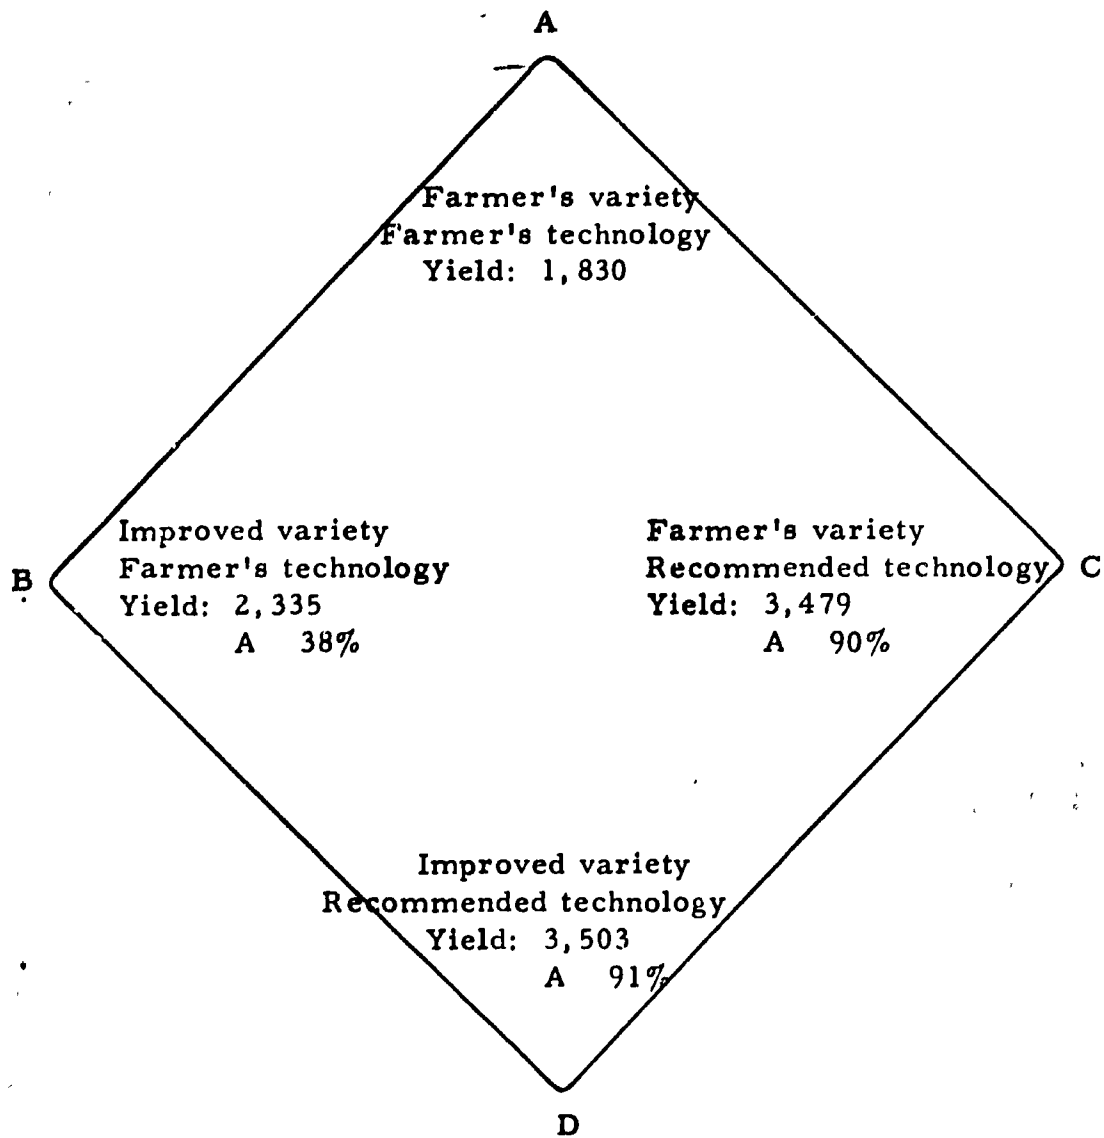 A
Farmer's variety
Farmer's technology
Yield: 1,830
B
Improved variety
Farmer's technology
Yield: 2,335
A 38%
Farmer's variety
Recommended technology
Yield: 3,479
A 90%
C
Improved variety
Recommended technology
Yield: 3,503
A 91%
D